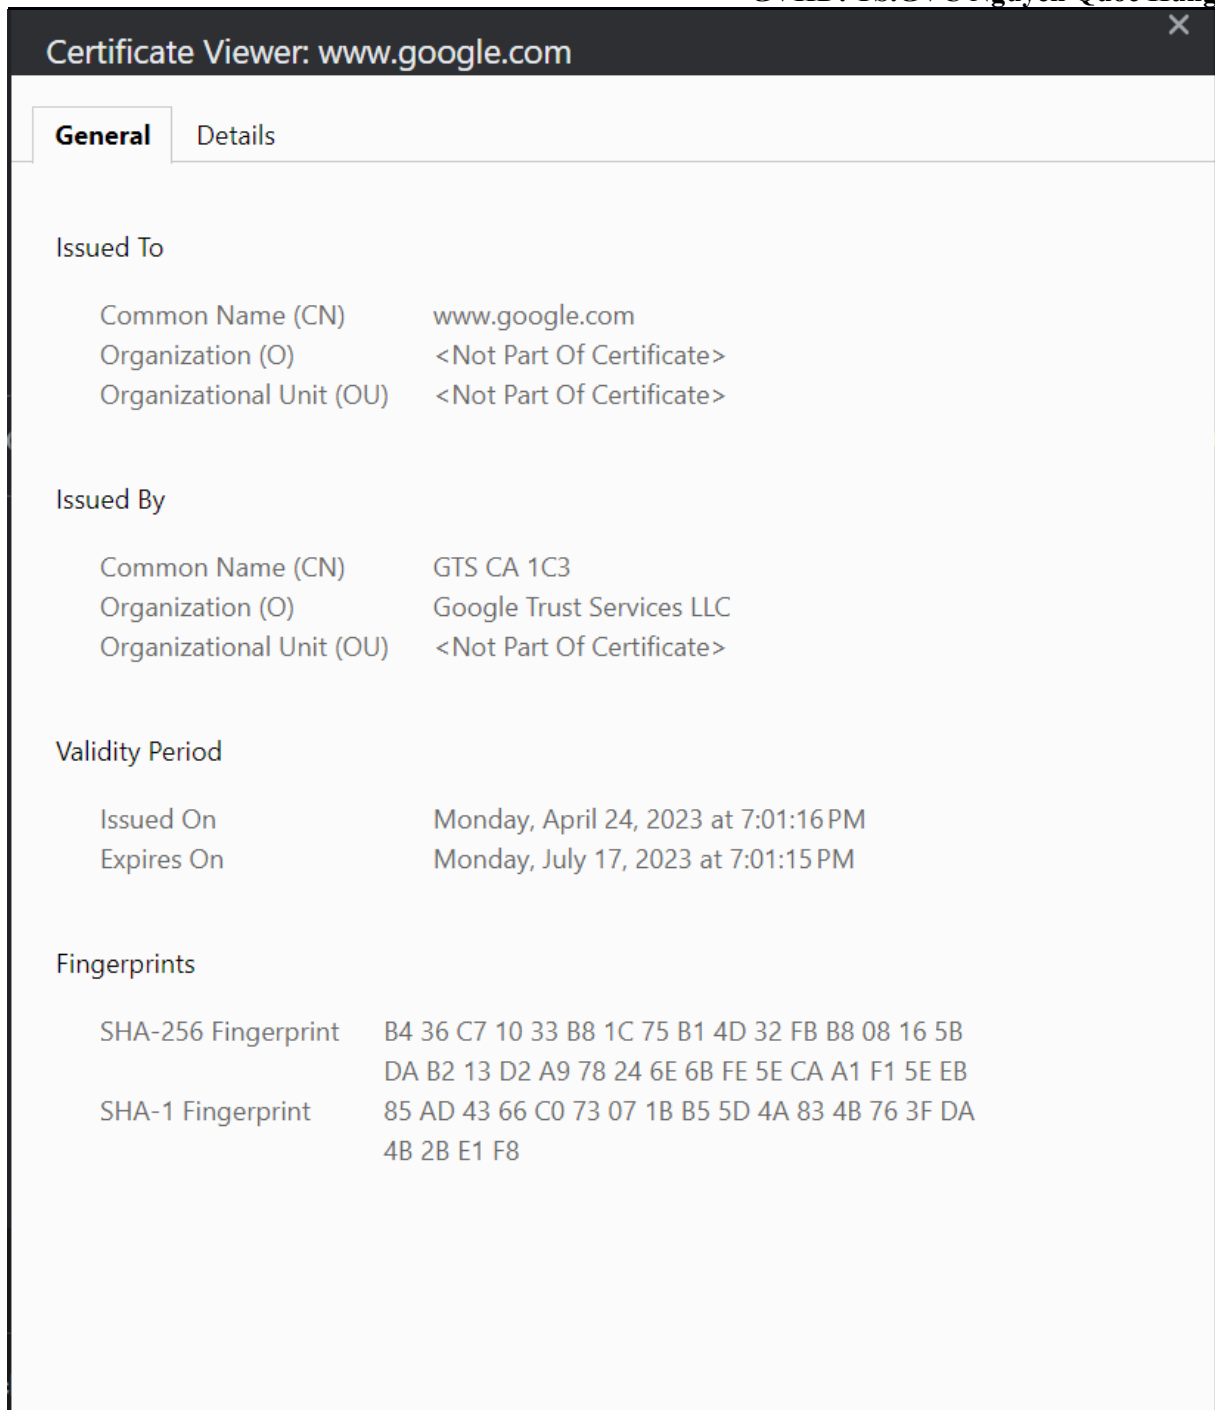 Certificate Viewer: www.google.com
General Details
Issued To
Common Name (CN) www.google.com
Organization (O) <Not Part Of Certificate>
Organizational Unit (OU) <Not Part Of Certificate>
Issued By
Common Name (CN) GTS CA 1C3
Organization (O) Google Trust Services LLC
Organizational Unit (OU) <Not Part Of Certificate>
Validity Period
Issued On Monday, April 24, 2023 at 7:01:16 PM
Expires On Monday, July 17, 2023 at 7:01:15 PM
Fingerprints
SHA-256 Fingerprint B4 36 C7 10 33 B8 1C 75 B1 4D 32 FB B8 08 16 5B
DA B2 13 D2 A9 78 24 6E 6B FE 5E CA A1 F1 5E EB
SHA-1 Fingerprint 85 AD 43 66 C0 73 07 1B B5 5D 4A 83 4B 76 3F DA
4B 2B E1 F8